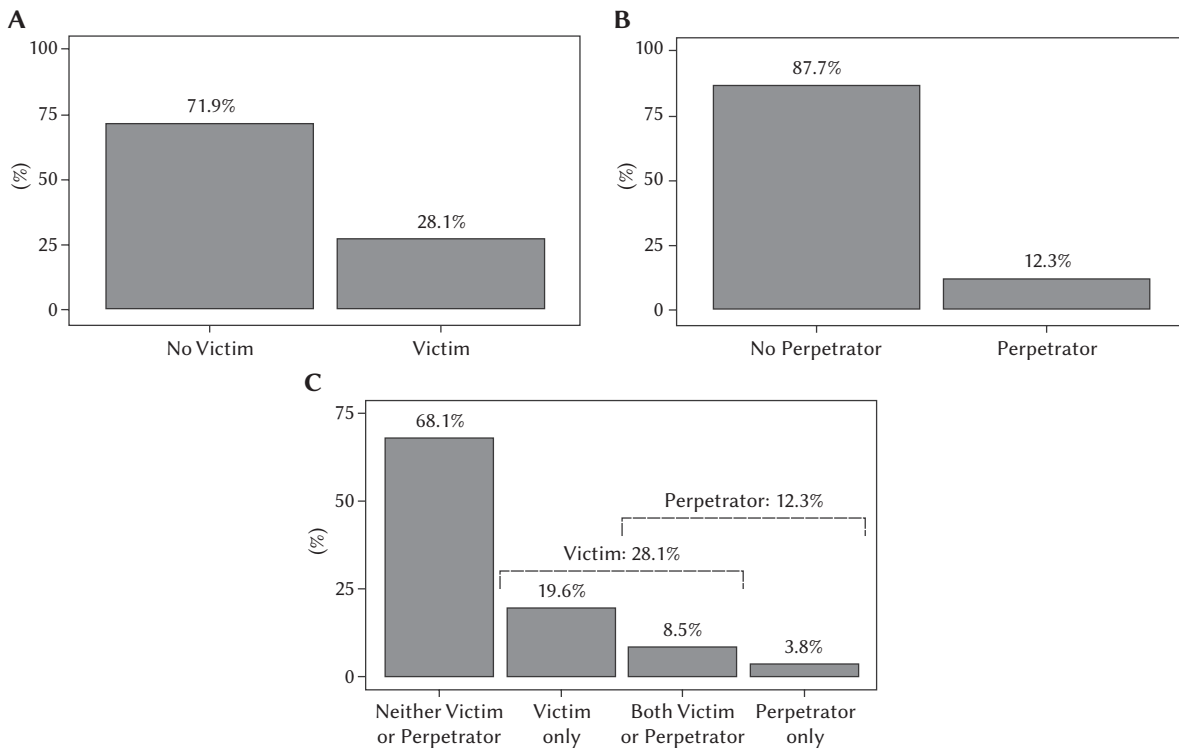 A
100
75
50
25
0
(%)
71.9%
28.1%
No Victim
Victim
B
100
75
50
25
0
(%)
87.7%
12.3%
No Perpetrator
Perpetrator
C
75
50
25
0
(%)
68.1%
Perpetrator: 12.3%
Victim: 28.1%
19.6%
8.5%
3.8%
Neither Victim
or Perpetrator
Victim
only
Both Victim
or Perpetrator
Perpetrator
only